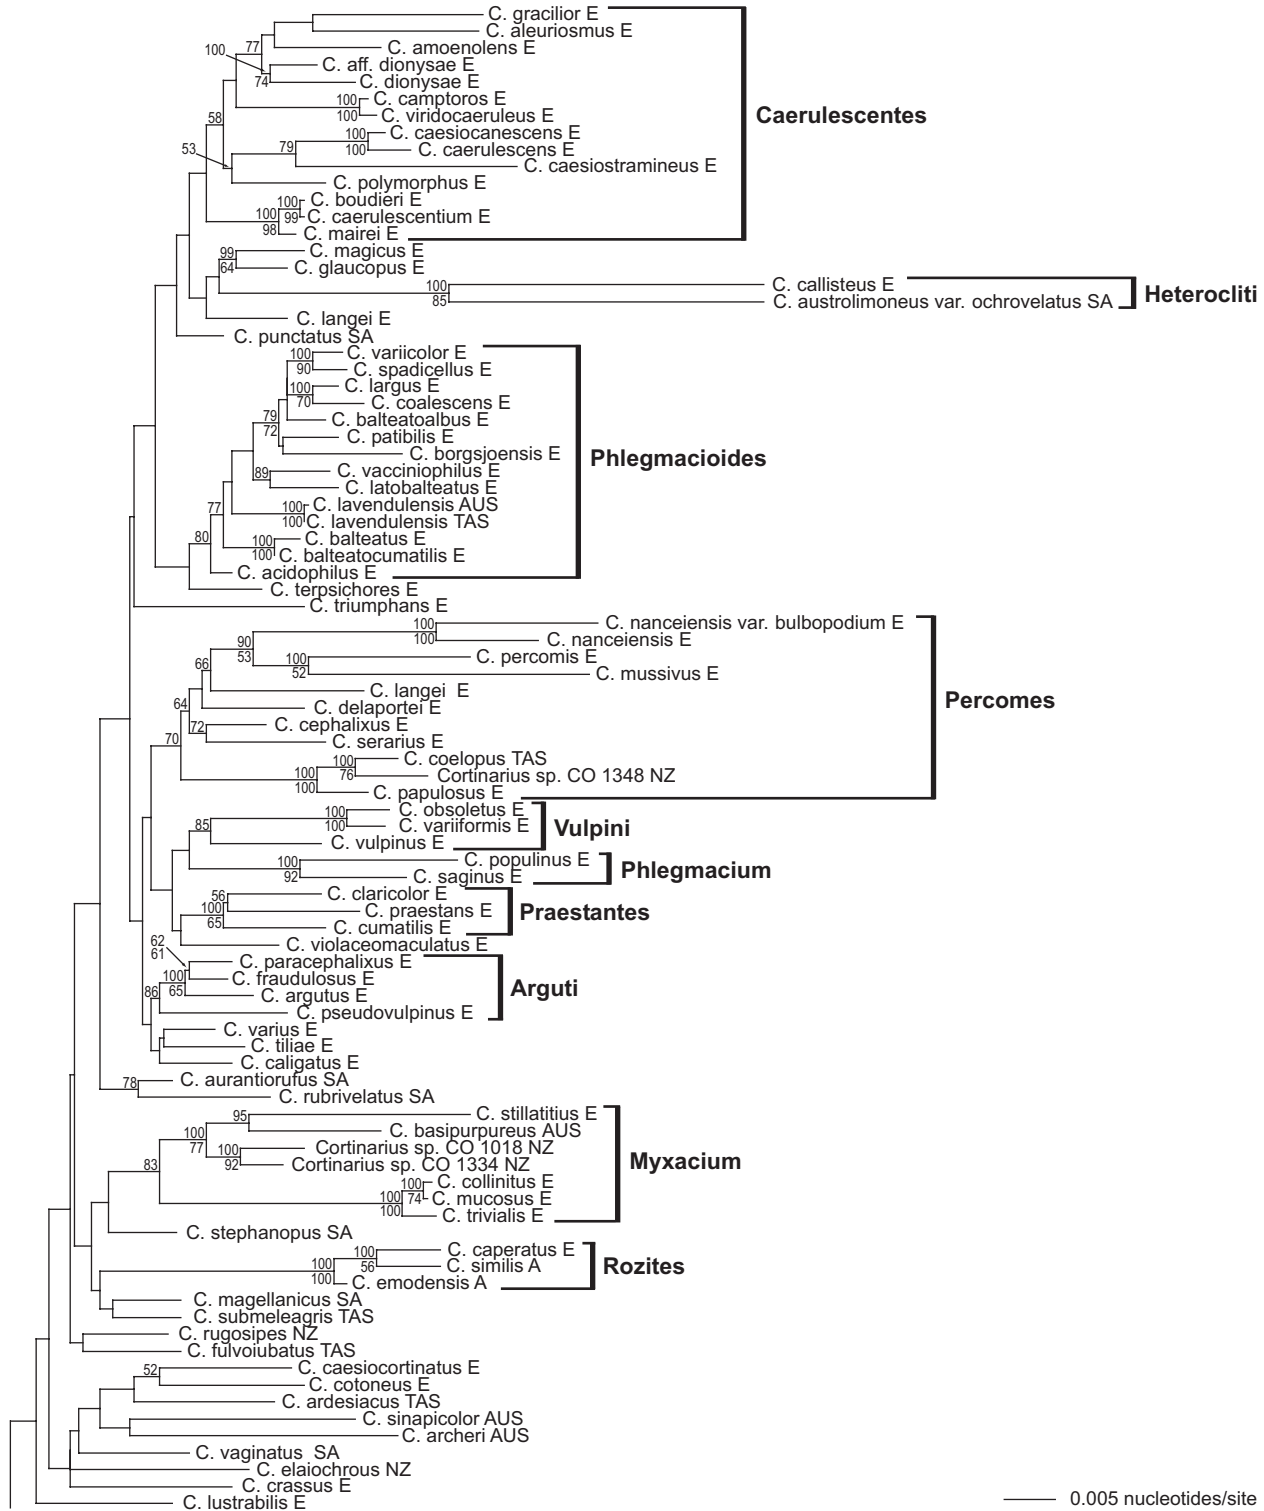 C. gracilior E
C. aleuriosmus E
77
C. amoenolens E
100
C. aff. dionysae E
74
C. dionysae E
100
C. camptoros E
100
C. viridocaeruleus E
Caerulescentes
58
100
C. caesiocanescens E
53
79
100
C. caerulescens E
C. caesiostramineus E
C. polymorphus E
100
C. boudieri E
100
99
C. caerulescentium E
98
C. mairei E
99
C. magicus E
64
C. glaucopus E
100
C. callisteus E
85
C. austrolimoneus var. ochrovelatus SA
Heterocliti
C. langei E
C. punctatus SA
100
C. variicolor E
90
C. spadicellus E
100
C. largus E
70
C. coalescens E
79
C. balteatoalbus E
72
C. patibilis E
C. borgsjoensis E
Phlegmacioides
89
C. vacciniophilus E
C. latobalteatus E
77
100
C. lavendulensis AUS
100
C. lavendulensis TAS
80
100
C. balteatus E
100
C. balteatocumatilis E
C. acidophilus E
C. terpsichores E
C. triumphans E
100
C. nanceiensis var. bulbopodium E
90
100
C. nanceiensis E
53
100
C. percomis E
66
52
C. mussivus E
C. langei E
64
C. delaportei E
Percomes
72
C. cephalixus E
70
C. serarius E
100
C. coelopus TAS
100
76
Cortinarius sp. CO 1348 NZ
100
C. papulosus E
100
C. obsoletus E
85
100
C. variiformis E
Vulpini
C. vulpinus E
100
C. populinus E
92
C. saginus E
Phlegmacium
56
C. claricolor E
100
C. praestans E
Praestantes
65
C. cumatilis E
62
C. violaceomaculatus E
61
C. paracephalixus E
100
C. fraudulosus E
86
65
C. argutus E
Arguti
C. pseudovulpinus E
C. varius E
C. tiliae E
C. caligatus E
78
C. aurantiorufus SA
C. rubrivelatus SA
95
C. stillatitius E
100
C. basipurpureus AUS
77
100
Cortinarius sp. CO 1018 NZ
83
92
Cortinarius sp. CO 1334 NZ
Myxacium
100
C. collinitus E
100
74
C. mucosus E
100
C. trivialis E
C. stephanopus SA
100
C. caperatus E
100
56
C. similis A
Rozites
100
C. emodensis A
C. magellanicus SA
C. submeleagris TAS
C. rugosipes NZ
C. fulvoiubatus TAS
52
C. caesiocortinatus E
C. cotoneus E
C. ardesiacus TAS
C. sinapicolor AUS
C. archeri AUS
C. vaginatus SA
C. elaiochrous NZ
C. crassus E
C. lustrabilis E
0.005 nucleotides/site